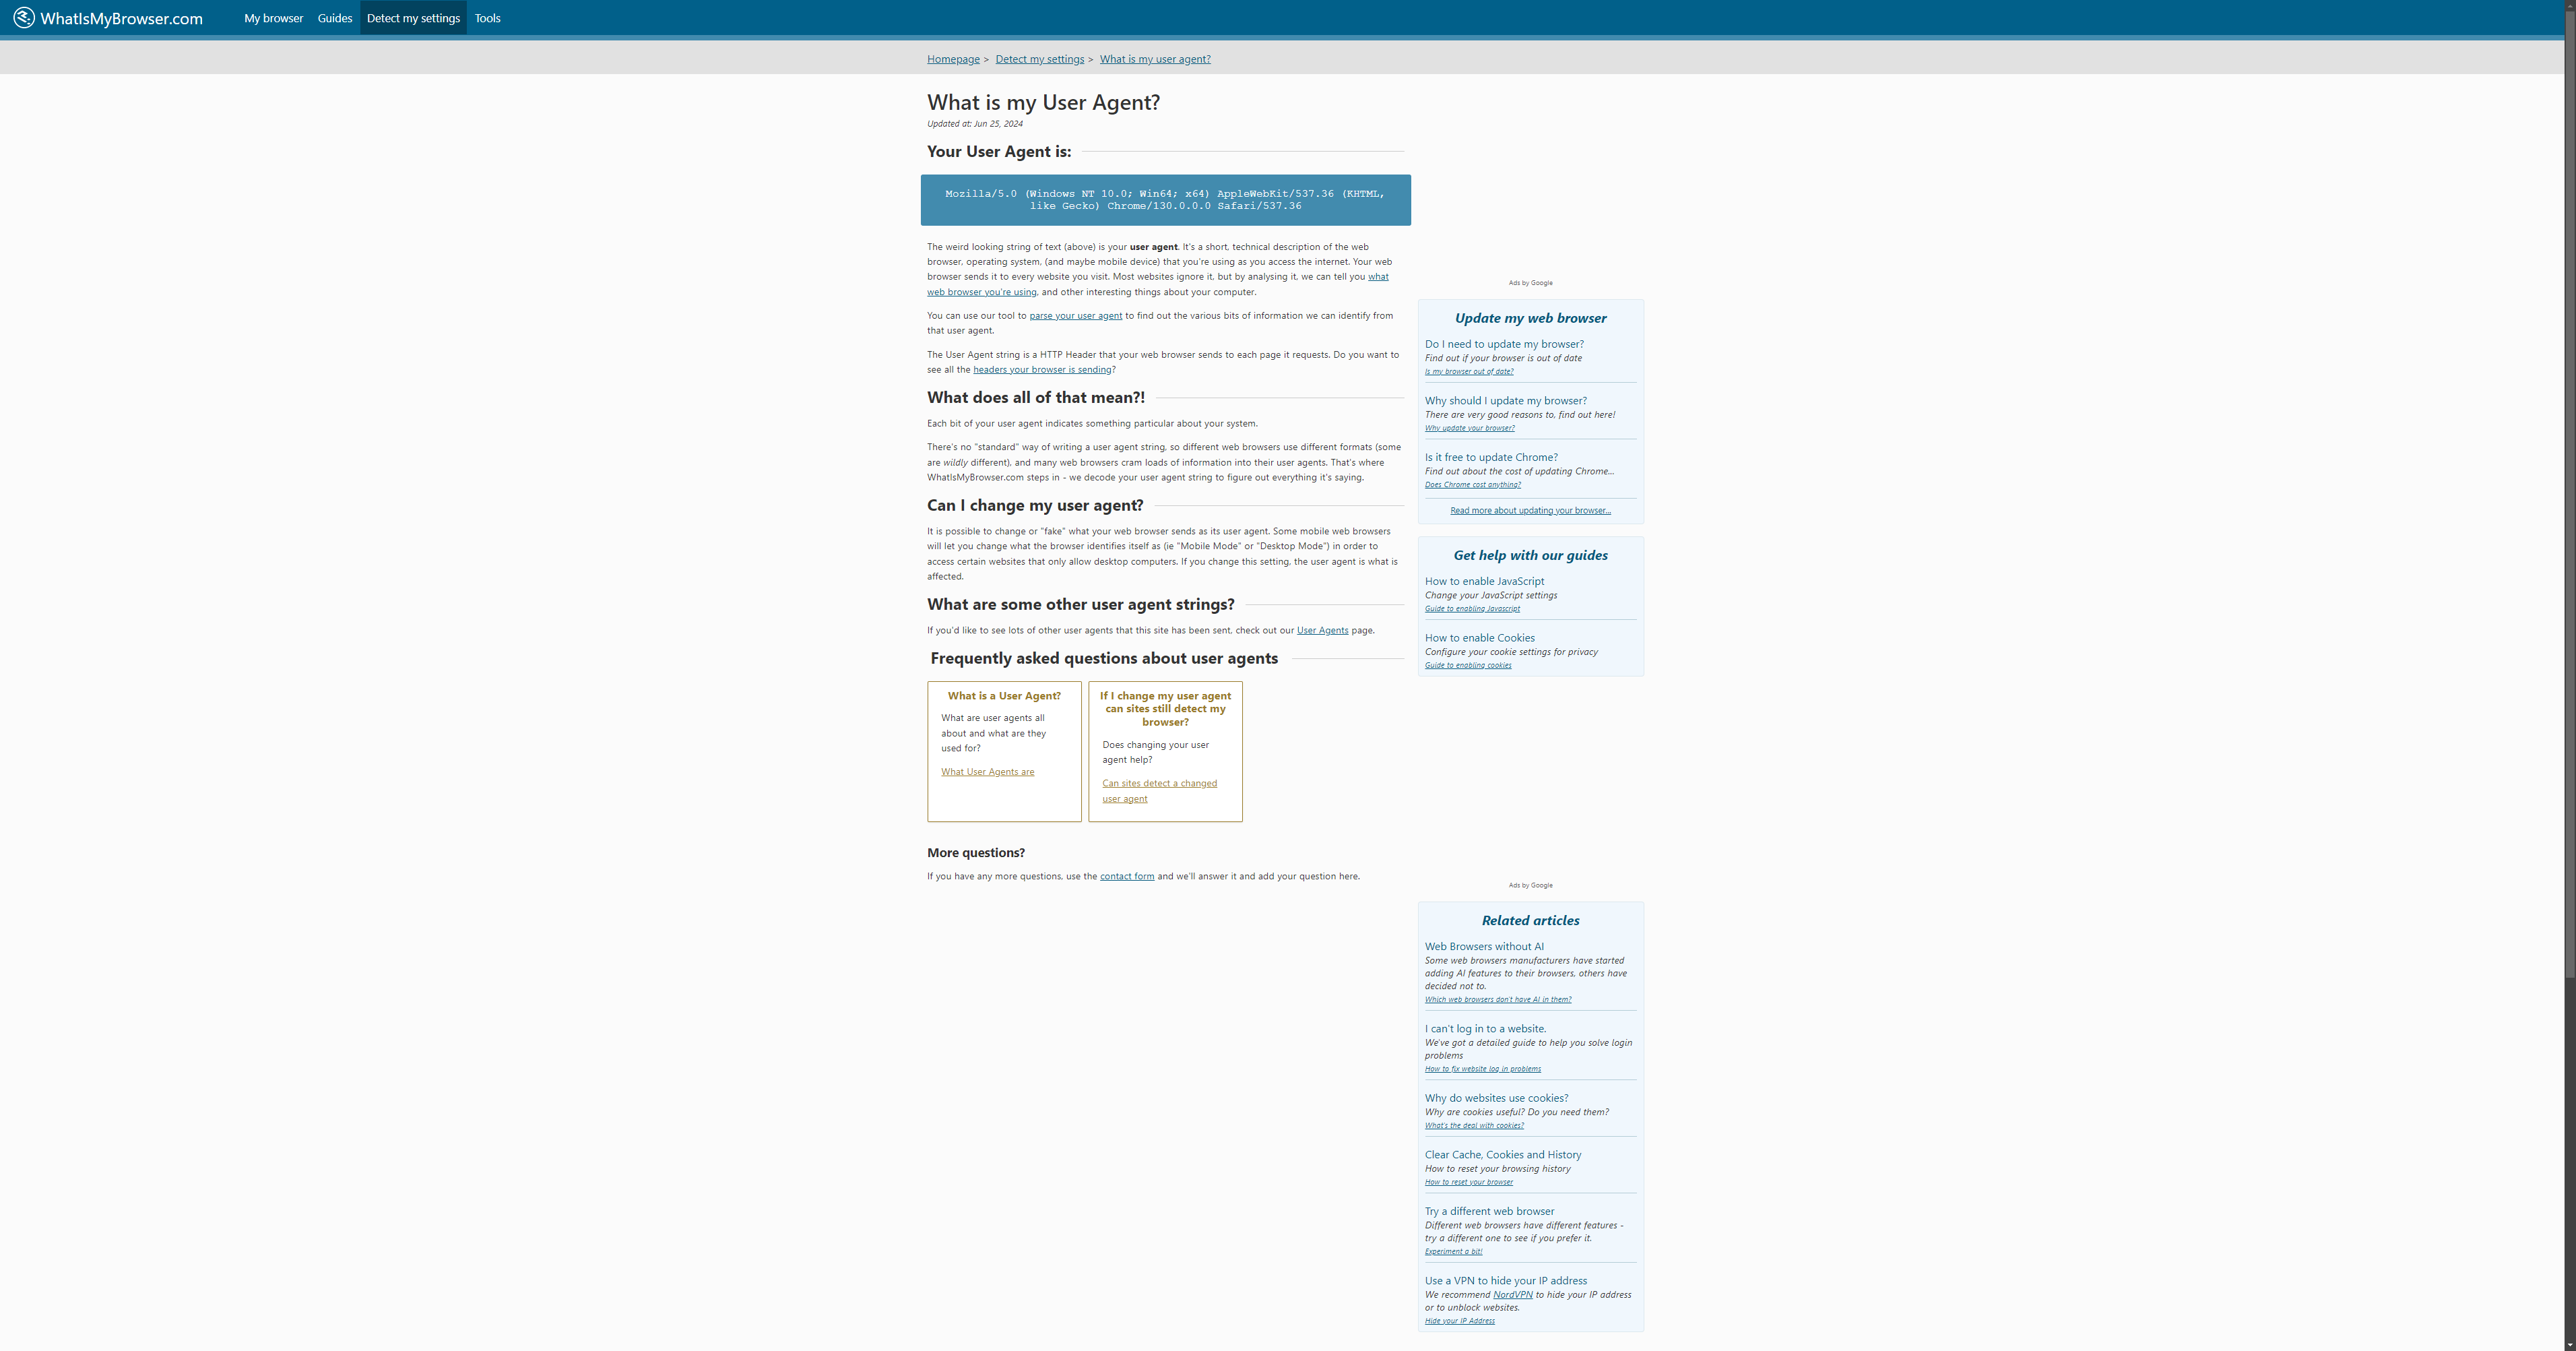 WhatIsMyBrowser.com
My browser
Guides
Detect my settings
Tools
Homepage > Detect my settings > What is my user agent?
What is my User Agent?
Updated at: Jun 25, 2024
Your User Agent is:
Mozilla/5.0 (Windows NT 10.0; Win64; x64) AppleWebKit/537.36 (KHTML,
like Gecko) Chrome/130.0.0.0 Safari/537.36
The weird looking string of text (above) is your user agent. It's a short, technical description of the web
browser, operating system, (and maybe mobile device) that you're using as you access the internet. Your web
browser sends it to every website you visit. Most websites ignore it, but by analysing it, we can tell you what
web browser you're using, and other interesting things about your computer.
You can use our tool to parse your user agent to find out the various bits of information we can identify from
that user agent.
The User Agent string is a HTTP Header that your web browser sends to each page it requests. Do you want to
see all the headers your browser is sending?
What does all of that mean?!
Each bit of your user agent indicates something particular about your system.
There's no "standard" way of writing a user agent string, so different web browsers use different formats (some
are wildly different), and many web browsers cram loads of information into their user agents. That's where
WhatIsMyBrowser.com steps in - we decode your user agent string to figure out everything it's saying.
Can I change my user agent?
It is possible to change or "fake" what your web browser sends as its user agent. Some mobile web browsers
will let you change what the browser identifies itself as (ie "Mobile Mode" or "Desktop Mode") in order to
access certain websites that only allow desktop computers. If you change this setting, the user agent is what is
affected.
What are some other user agent strings?
If you'd like to see lots of other user agents that this site has been sent, check out our User Agents page.
Frequently asked questions about user agents
What is a User Agent?
What are user agents all
about and what are they
used for?
What User Agents are
If I change my user agent
can sites still detect my
browser?
Does changing your user
agent help?
Can sites detect a changed
user agent
More questions?
If you have any more questions, use the contact form and we'll answer it and add your question here.
Ads by Google
Update my web browser
Do I need to update my browser?
Find out if your browser is out of date
Is my browser out of date?
Why should I update my browser?
There are very good reasons to, find out here!
Why update your browser?
Is it free to update Chrome?
Find out about the cost of updating Chrome...
Does Chrome cost anything?
Read more about updating your browser...
Get help with our guides
How to enable JavaScript
Change your JavaScript settings
Guide to enabling Javascript
How to enable Cookies
Configure your cookie settings for privacy
Guide to enabling cookies
Ads by Google
Related articles
Web Browsers without AI
Some web browsers manufacturers have started
adding AI features to their browsers, others have
decided not to.
Which web browsers don't have AI in them?
I can't log in to a website.
We've got a detailed guide to help you solve login
problems
How to fix website log in problems
Why do websites use cookies?
Why are cookies useful? Do you need them?
What's the deal with cookies?
Clear Cache, Cookies and History
How to reset your browsing history
How to reset your browser
Try a different web browser
Different web browsers have different features -
try a different one to see if you prefer it.
Experiment a bit!
Use a VPN to hide your IP address
We recommend NordVPN to hide your IP address
or to unblock websites.
Hide your IP Address